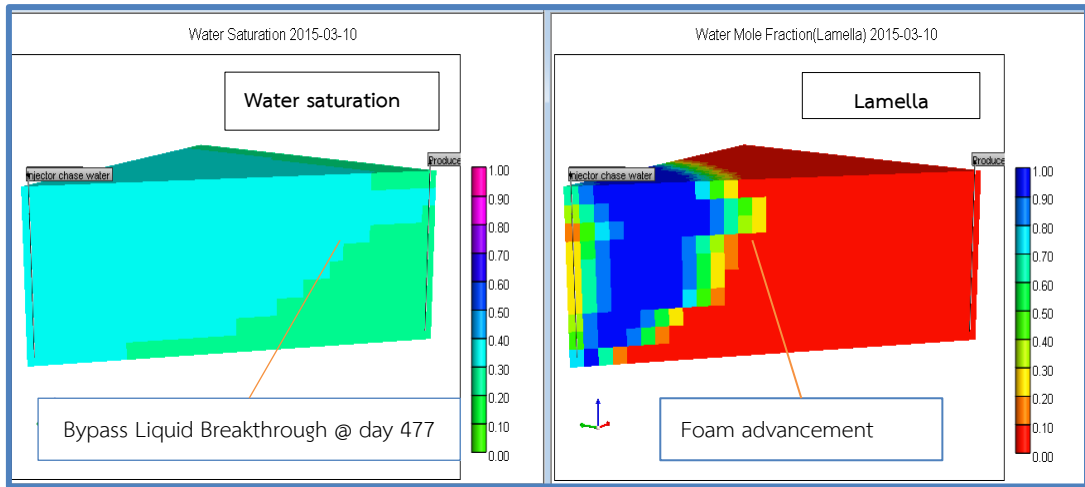 Water Saturation 2015-03-10
Water saturation
Injector chase water
Produce
1.00
0.90
0.80
0.70
0.60
0.50
0.40
0.30
0.20
0.10
0.00
Bypass Liquid Breakthrough @ day 477
Water Mole Fraction(Lamella) 2015-03-10
Lamella
Injector chase water
Produce
1.00
0.90
0.80
0.70
0.60
0.50
0.40
0.30
0.20
0.10
0.00
Foam advancement